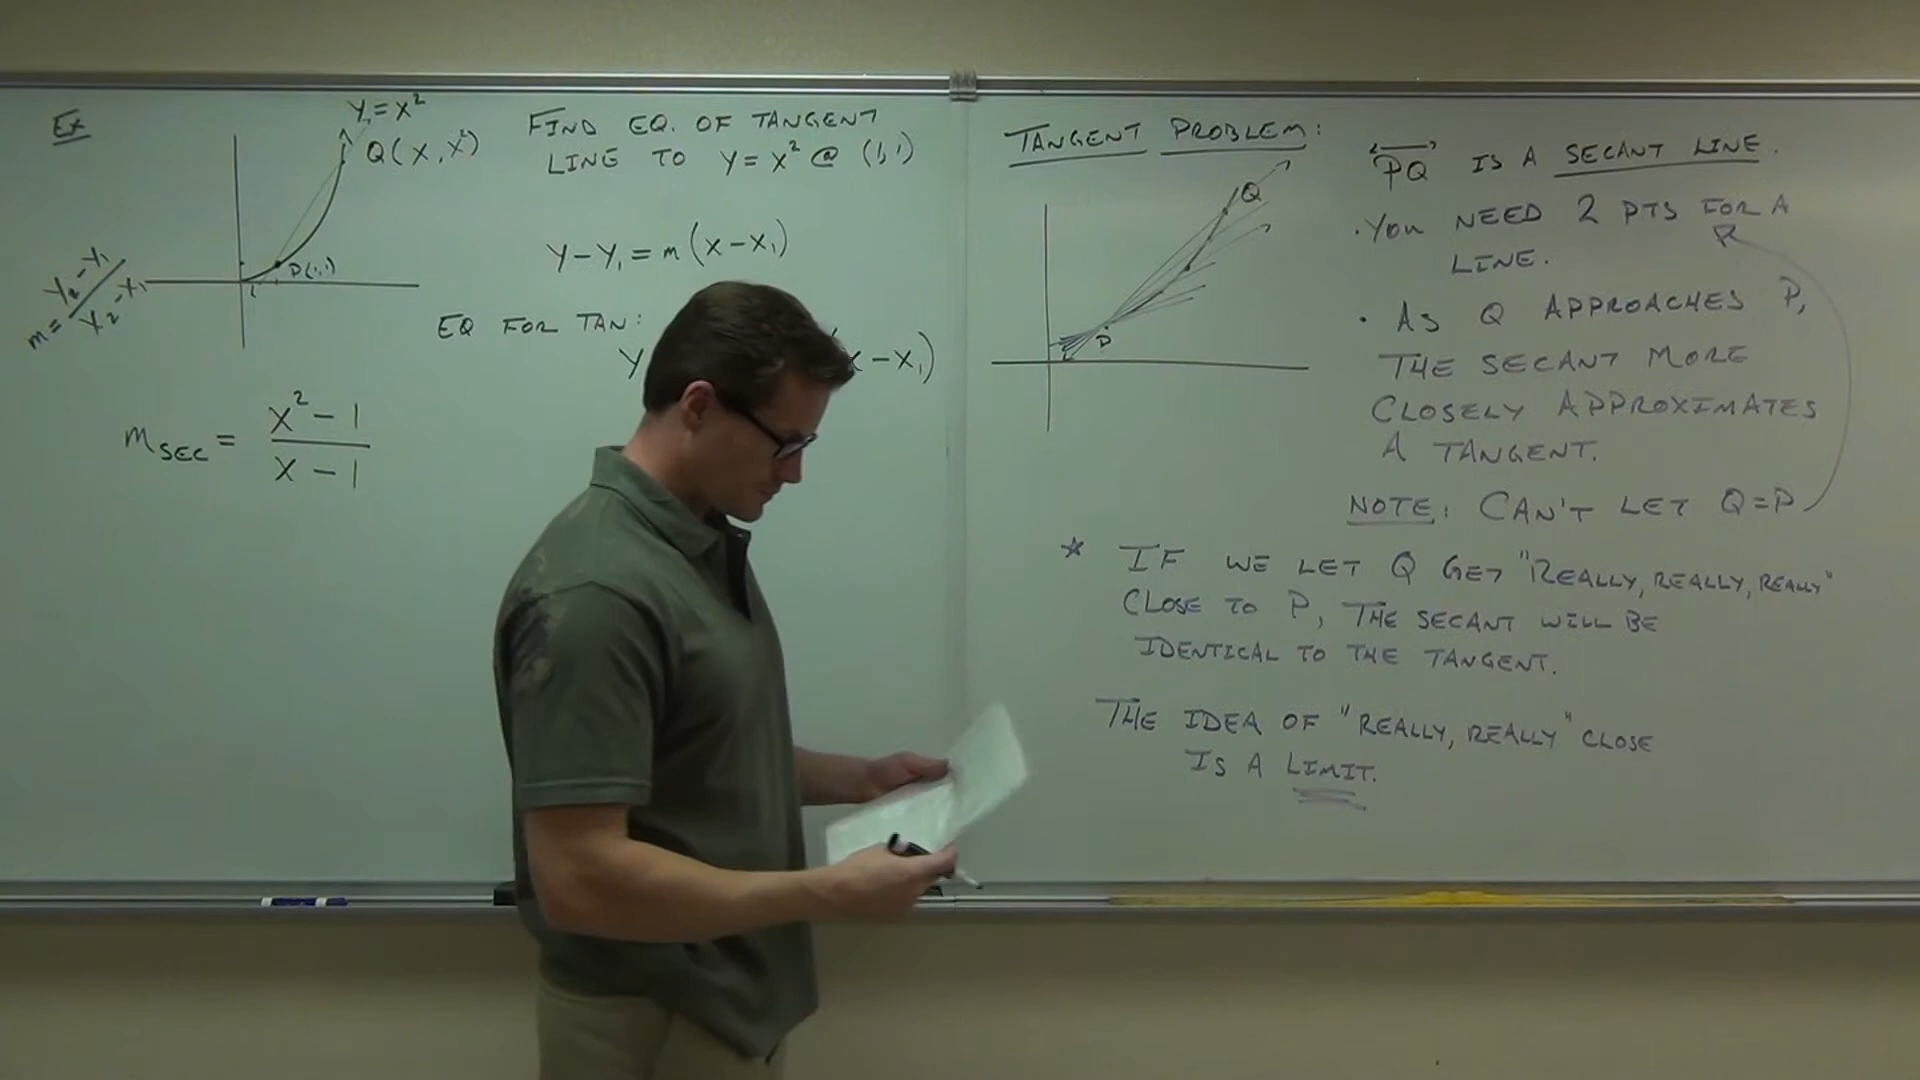 Ex
y=x²
Q(x, x²)
P(1,1)
1
m = y₂-y₁ / x₂-x₁
FIND EQ. OF TANGENT
LINE TO y=x² @ (1,1)
y-y₁=m(x-x₁)
EQ FOR TAN:
y
x-x₁)
m SEC = x²-1 / x-1
TANGENT PROBLEM:
Q
P
PQ IS A SECANT LINE.
·YOU NEED 2 PTS FOR A
LINE.
· AS Q APPROACHES P,
THE SECANT MORE
CLOSELY APPROXIMATES
A TANGENT.
NOTE: CAN'T LET Q=P
☆ IF WE LET Q GET "REALLY, REALLY, REALLY"
CLOSE TO P, THE SECANT WILL BE
IDENTICAL TO THE TANGENT.
THE IDEA OF "REALLY, REALLY" CLOSE
IS A LIMIT.